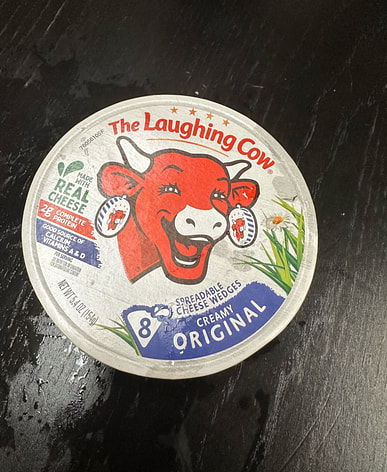 The Laughing Cow®
MADE
WITH
REAL
CHEESE
2g COMPLETE
PROTEIN
GOOD SOURCE OF
CALCIUM,
VITAMINS A & D
NET WT 5.4 OZ (154g)
8
SPREADABLE
CHEESE WEDGES
CREAMY
ORIGINAL